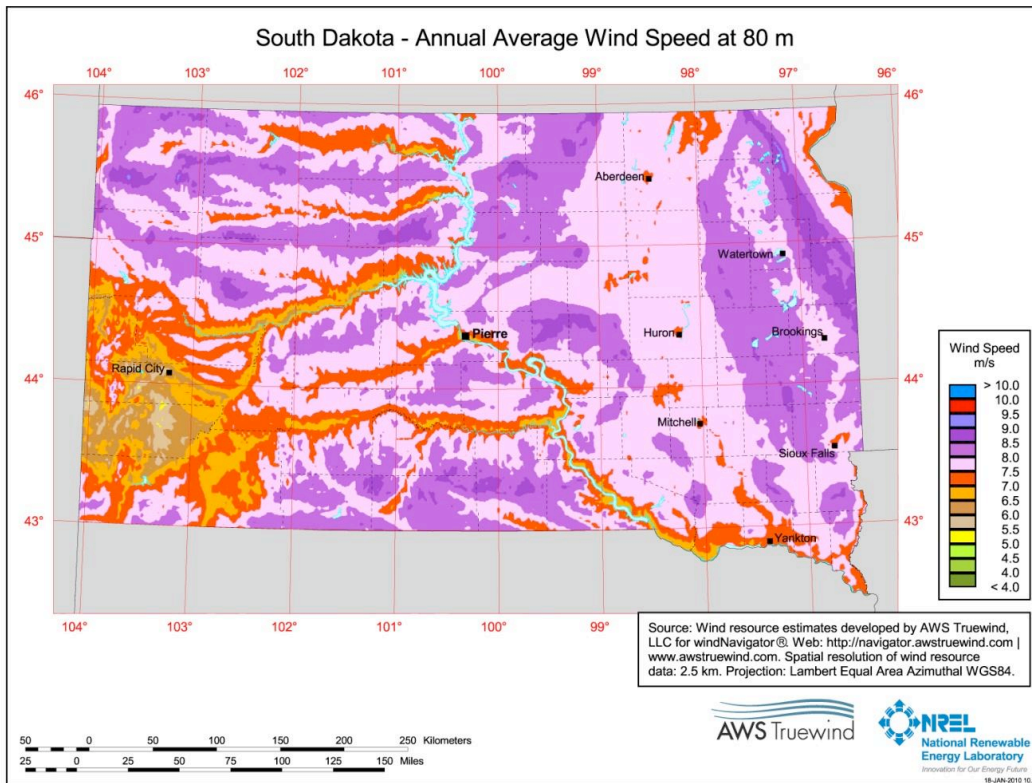 South Dakota - Annual Average Wind Speed at 80 m
104° 103° 102° 101° 100° 99° 98° 97° 96°
46° 46°
Aberdeen
45° 45°
Watertown
Pierre
Huron
Brookings
Rapid City
44° 44°
Mitchell
Sioux Falls
43° 43°
Yankton
104° 103° 102° 101° 100° 99°
Wind Speed
m/s
> 10.0
10.0
9.5
9.0
8.5
8.0
7.5
7.0
6.5
6.0
5.5
5.0
4.5
4.0
< 4.0
Source: Wind resource estimates developed by AWS Truewind,
LLC for windNavigator®. Web: http://navigator.awstruewind.com |
www.awstruewind.com. Spatial resolution of wind resource
data: 2.5 km. Projection: Lambert Equal Area Azimuthal WGS84.
AWS Truewind
NREL
National Renewable
Energy Laboratory
Innovation for Our Energy Future
50 0 50 100 150 200 250 Kilometers
25 0 25 50 75 100 125 150 Miles
18-JAN-2010 10